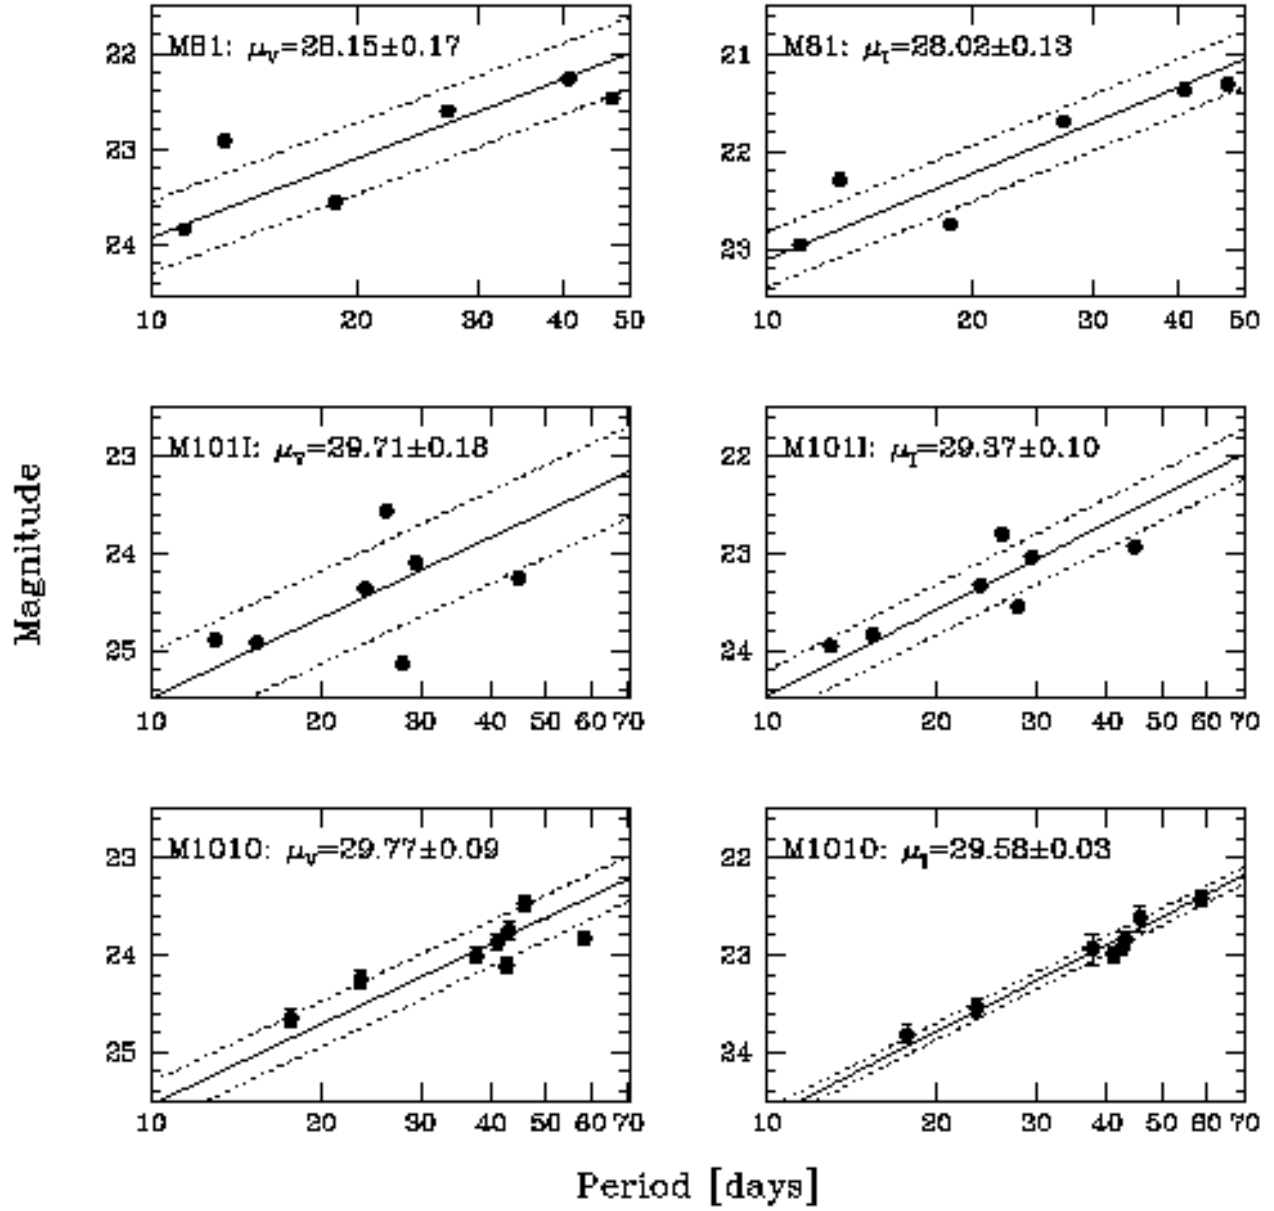 M81: μV=28.15±0.17
22
23
24
10 20 30 40 50
M81: μI=28.02±0.13
21
22
23
10 20 30 40 50
Magnitude
M101I: μV=29.71±0.18
23
24
25
10 20 30 40 50 60 70
M101I: μI=29.37±0.10
22
23
24
10 20 30 40 50 60 70
M101O: μV=29.77±0.09
23
24
25
10 20 30 40 50 60 70
M101O: μI=29.58±0.03
22
23
24
10 20 30 40 50 60 70
Period [days]